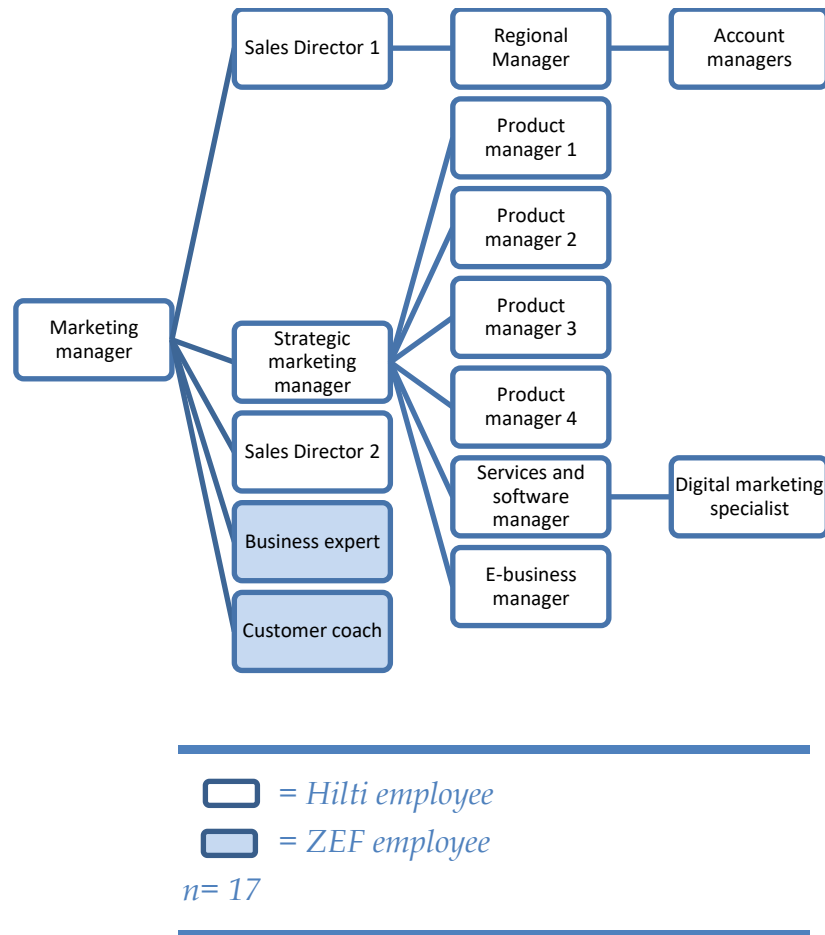 Sales Director 1
Regional
Manager
Account
managers
Product
manager 1
Product
manager 2
Product
manager 3
Marketing
manager
Strategic
marketing
manager
Product
manager 4
Sales Director 2
Services and
software
manager
Digital marketing
specialist
Business expert
E-business
manager
Customer coach
= Hilti employee
= ZEF employee
n= 17